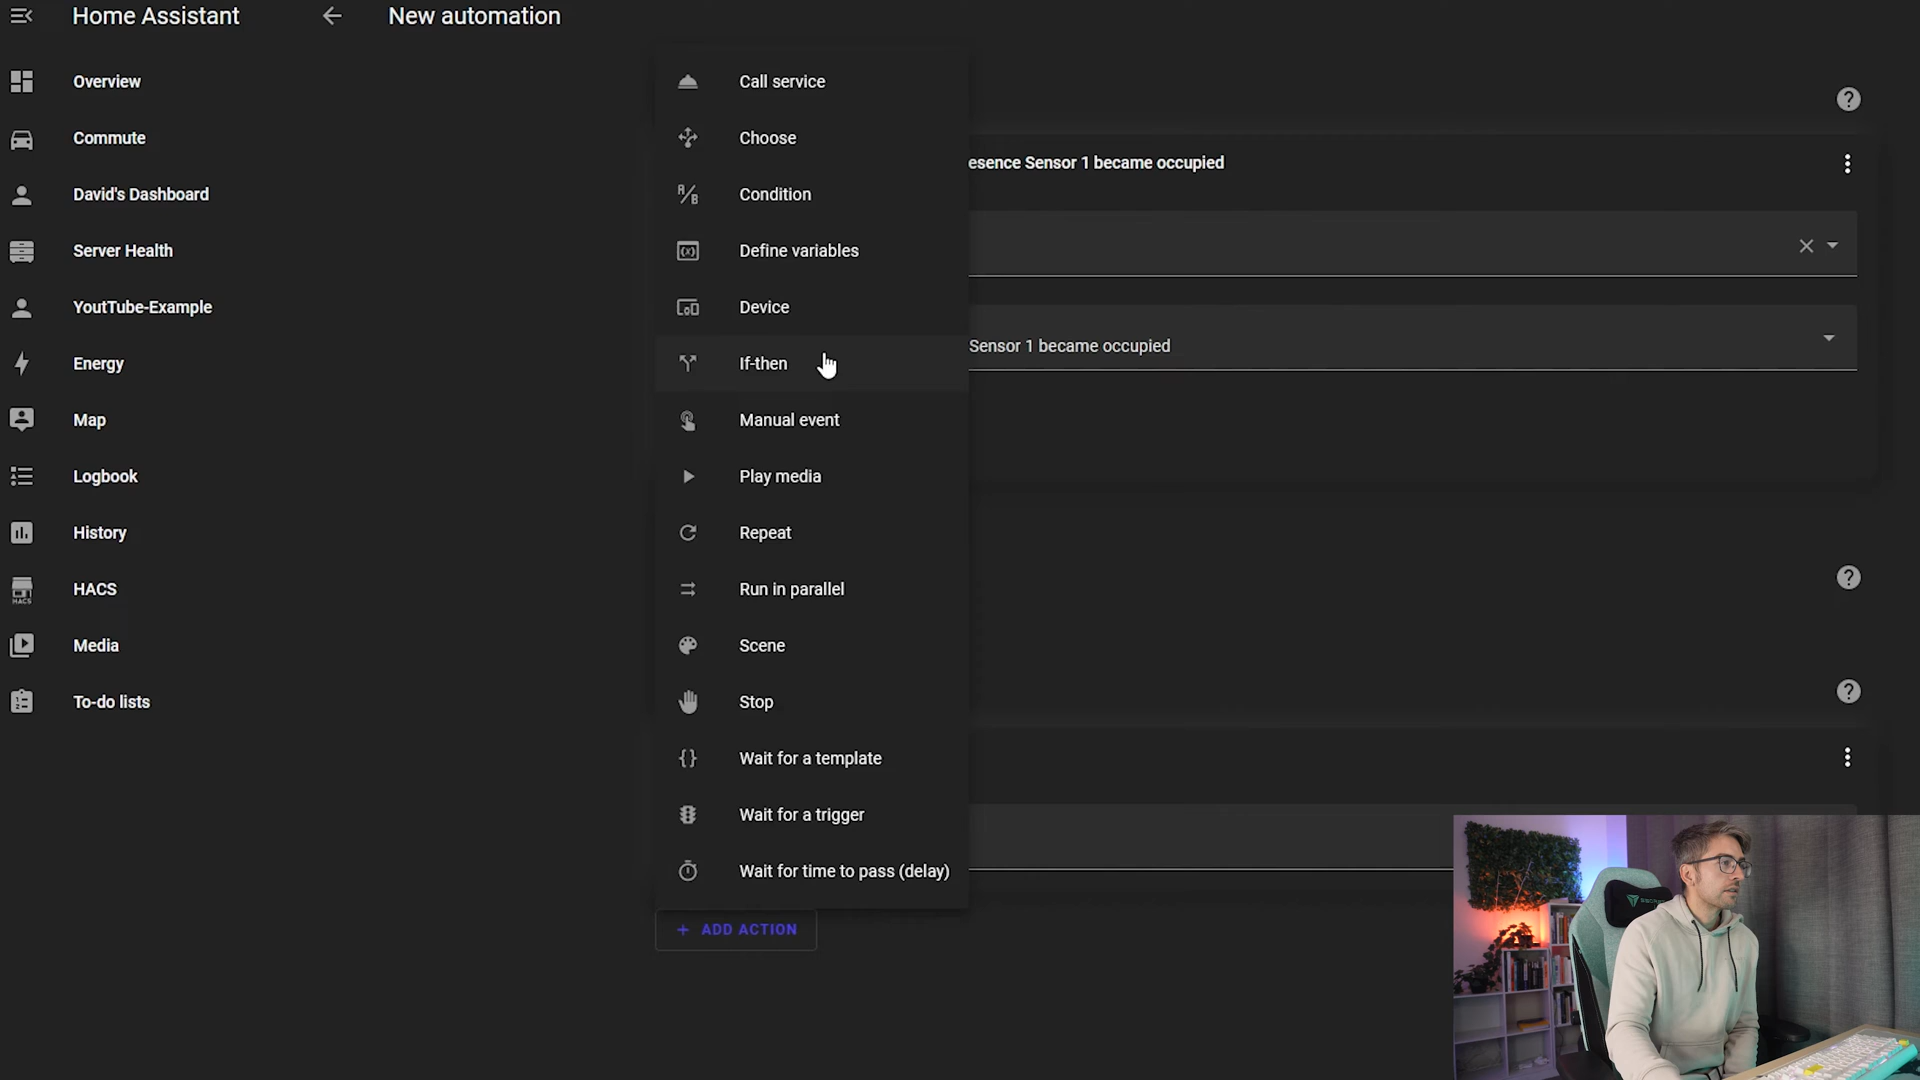 Home Assistant
New automation
Overview
Commute
David's Dashboard
Server Health
YoutTube-Example
Energy
Map
Logbook
History
HACS
HACS
Media
To-do lists
Call service
Choose
Condition
Define variables
Device
If-then
Manual event
Play media
Repeat
Run in parallel
Scene
Stop
Wait for a template
Wait for a trigger
Wait for time to pass (delay)
+ ADD ACTION
esence Sensor 1 became occupied
Sensor 1 became occupied